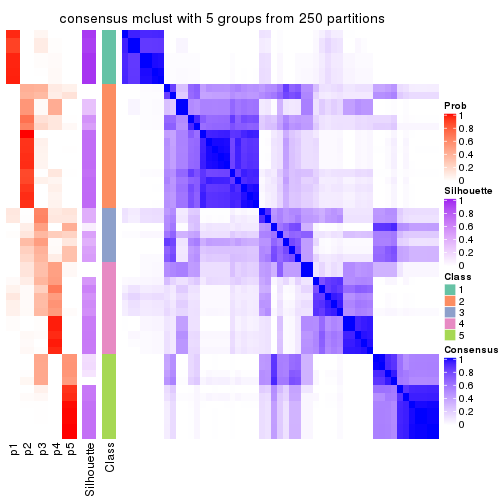 consensus mclust with 5 groups from 250 partitions
Prob
1
0.8
0.6
0.4
0.2
0
Silhouette
1
0.8
0.6
0.4
0.2
0
Class
1
2
3
4
5
Consensus
1
0.8
0.6
0.4
0.2
0
p1
p2
p3
p4
p5
Silhouette
Class